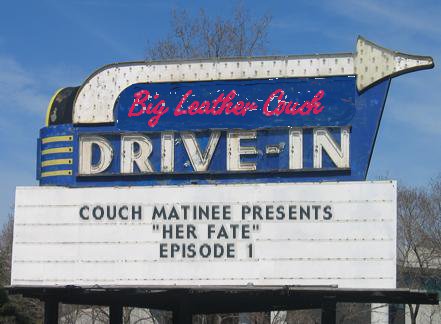 Big Leather Couch
DRIVE-IN
COUCH MATINEE PRESENTS
"HER FATE"
EPISODE 1